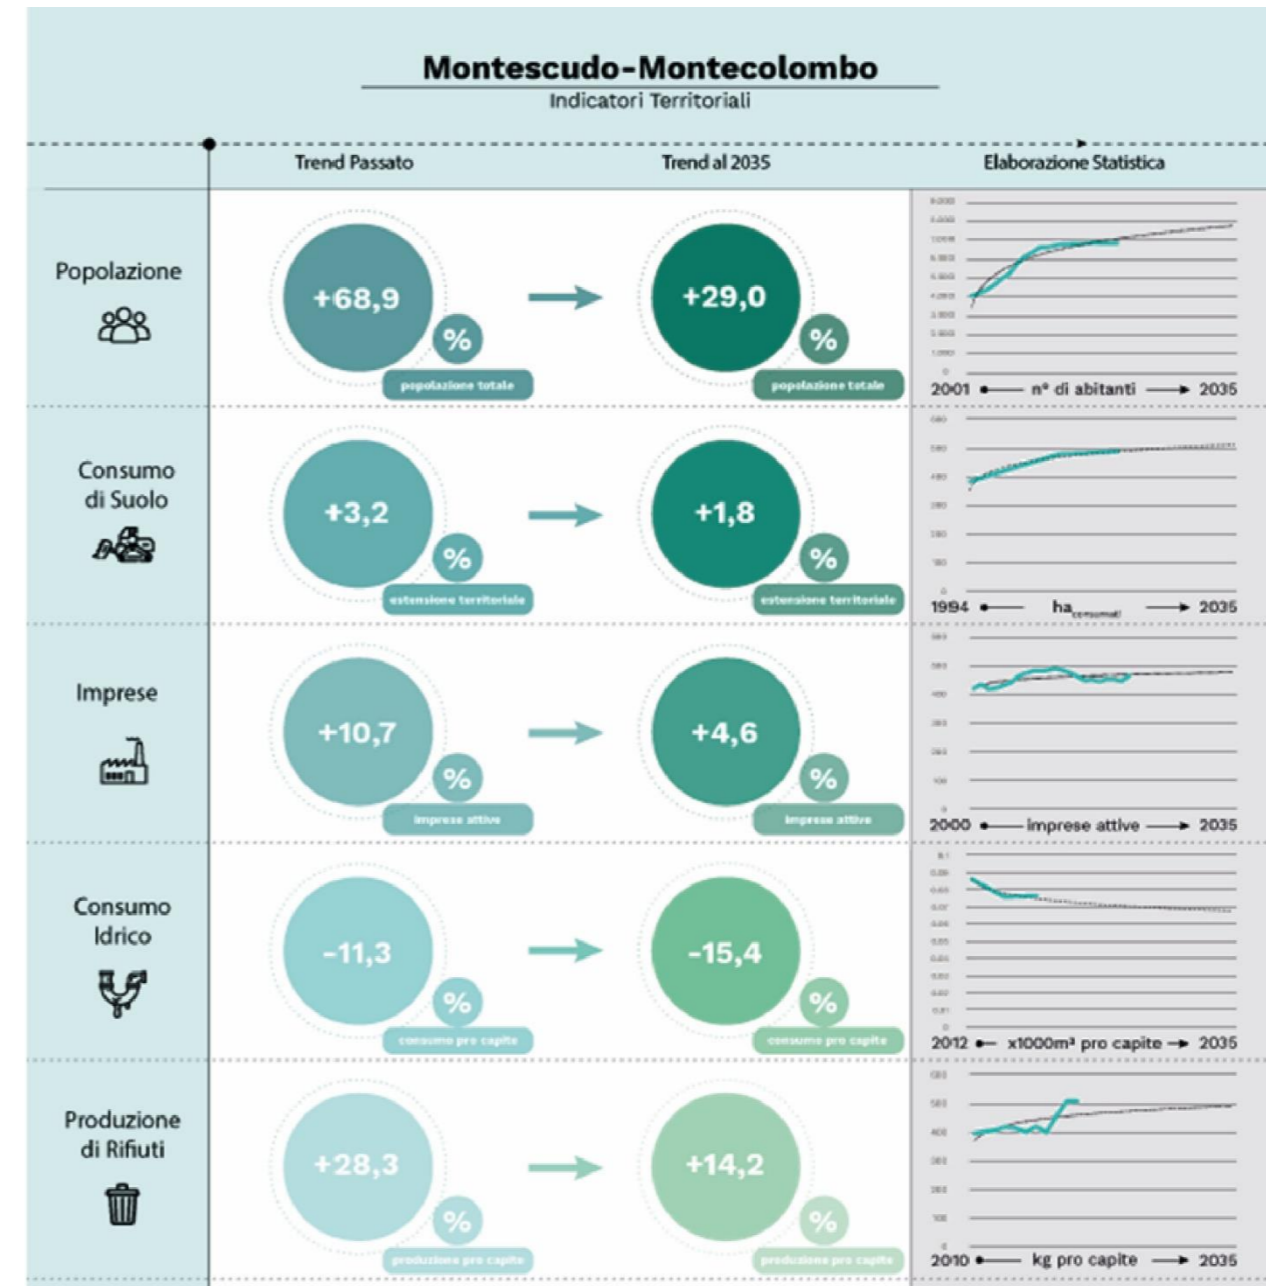 Montescudo-Montecolombo
Indicatori Territoriali
Trend Passato
Trend al 2035
Elaborazione Statistica
Popolazione
+68,9
%
popolazione totale
+29,0
%
popolazione totale
2001
n° di abitanti
2035
Consumo
di Suolo
+3,2
%
estensione territoriale
+1,8
%
estensione territoriale
1994
ha consumati
2035
Imprese
+10,7
%
imprese attive
+4,6
%
imprese attive
2000
imprese attive
2035
Consumo
Idrico
-11,3
%
consumo pro capite
-15,4
%
consumo pro capite
2012
x1000m³ pro capite
2035
Produzione
di Rifiuti
+28,3
%
produzione pro capite
+14,2
%
produzione pro capite
2010
kg pro capite
2035